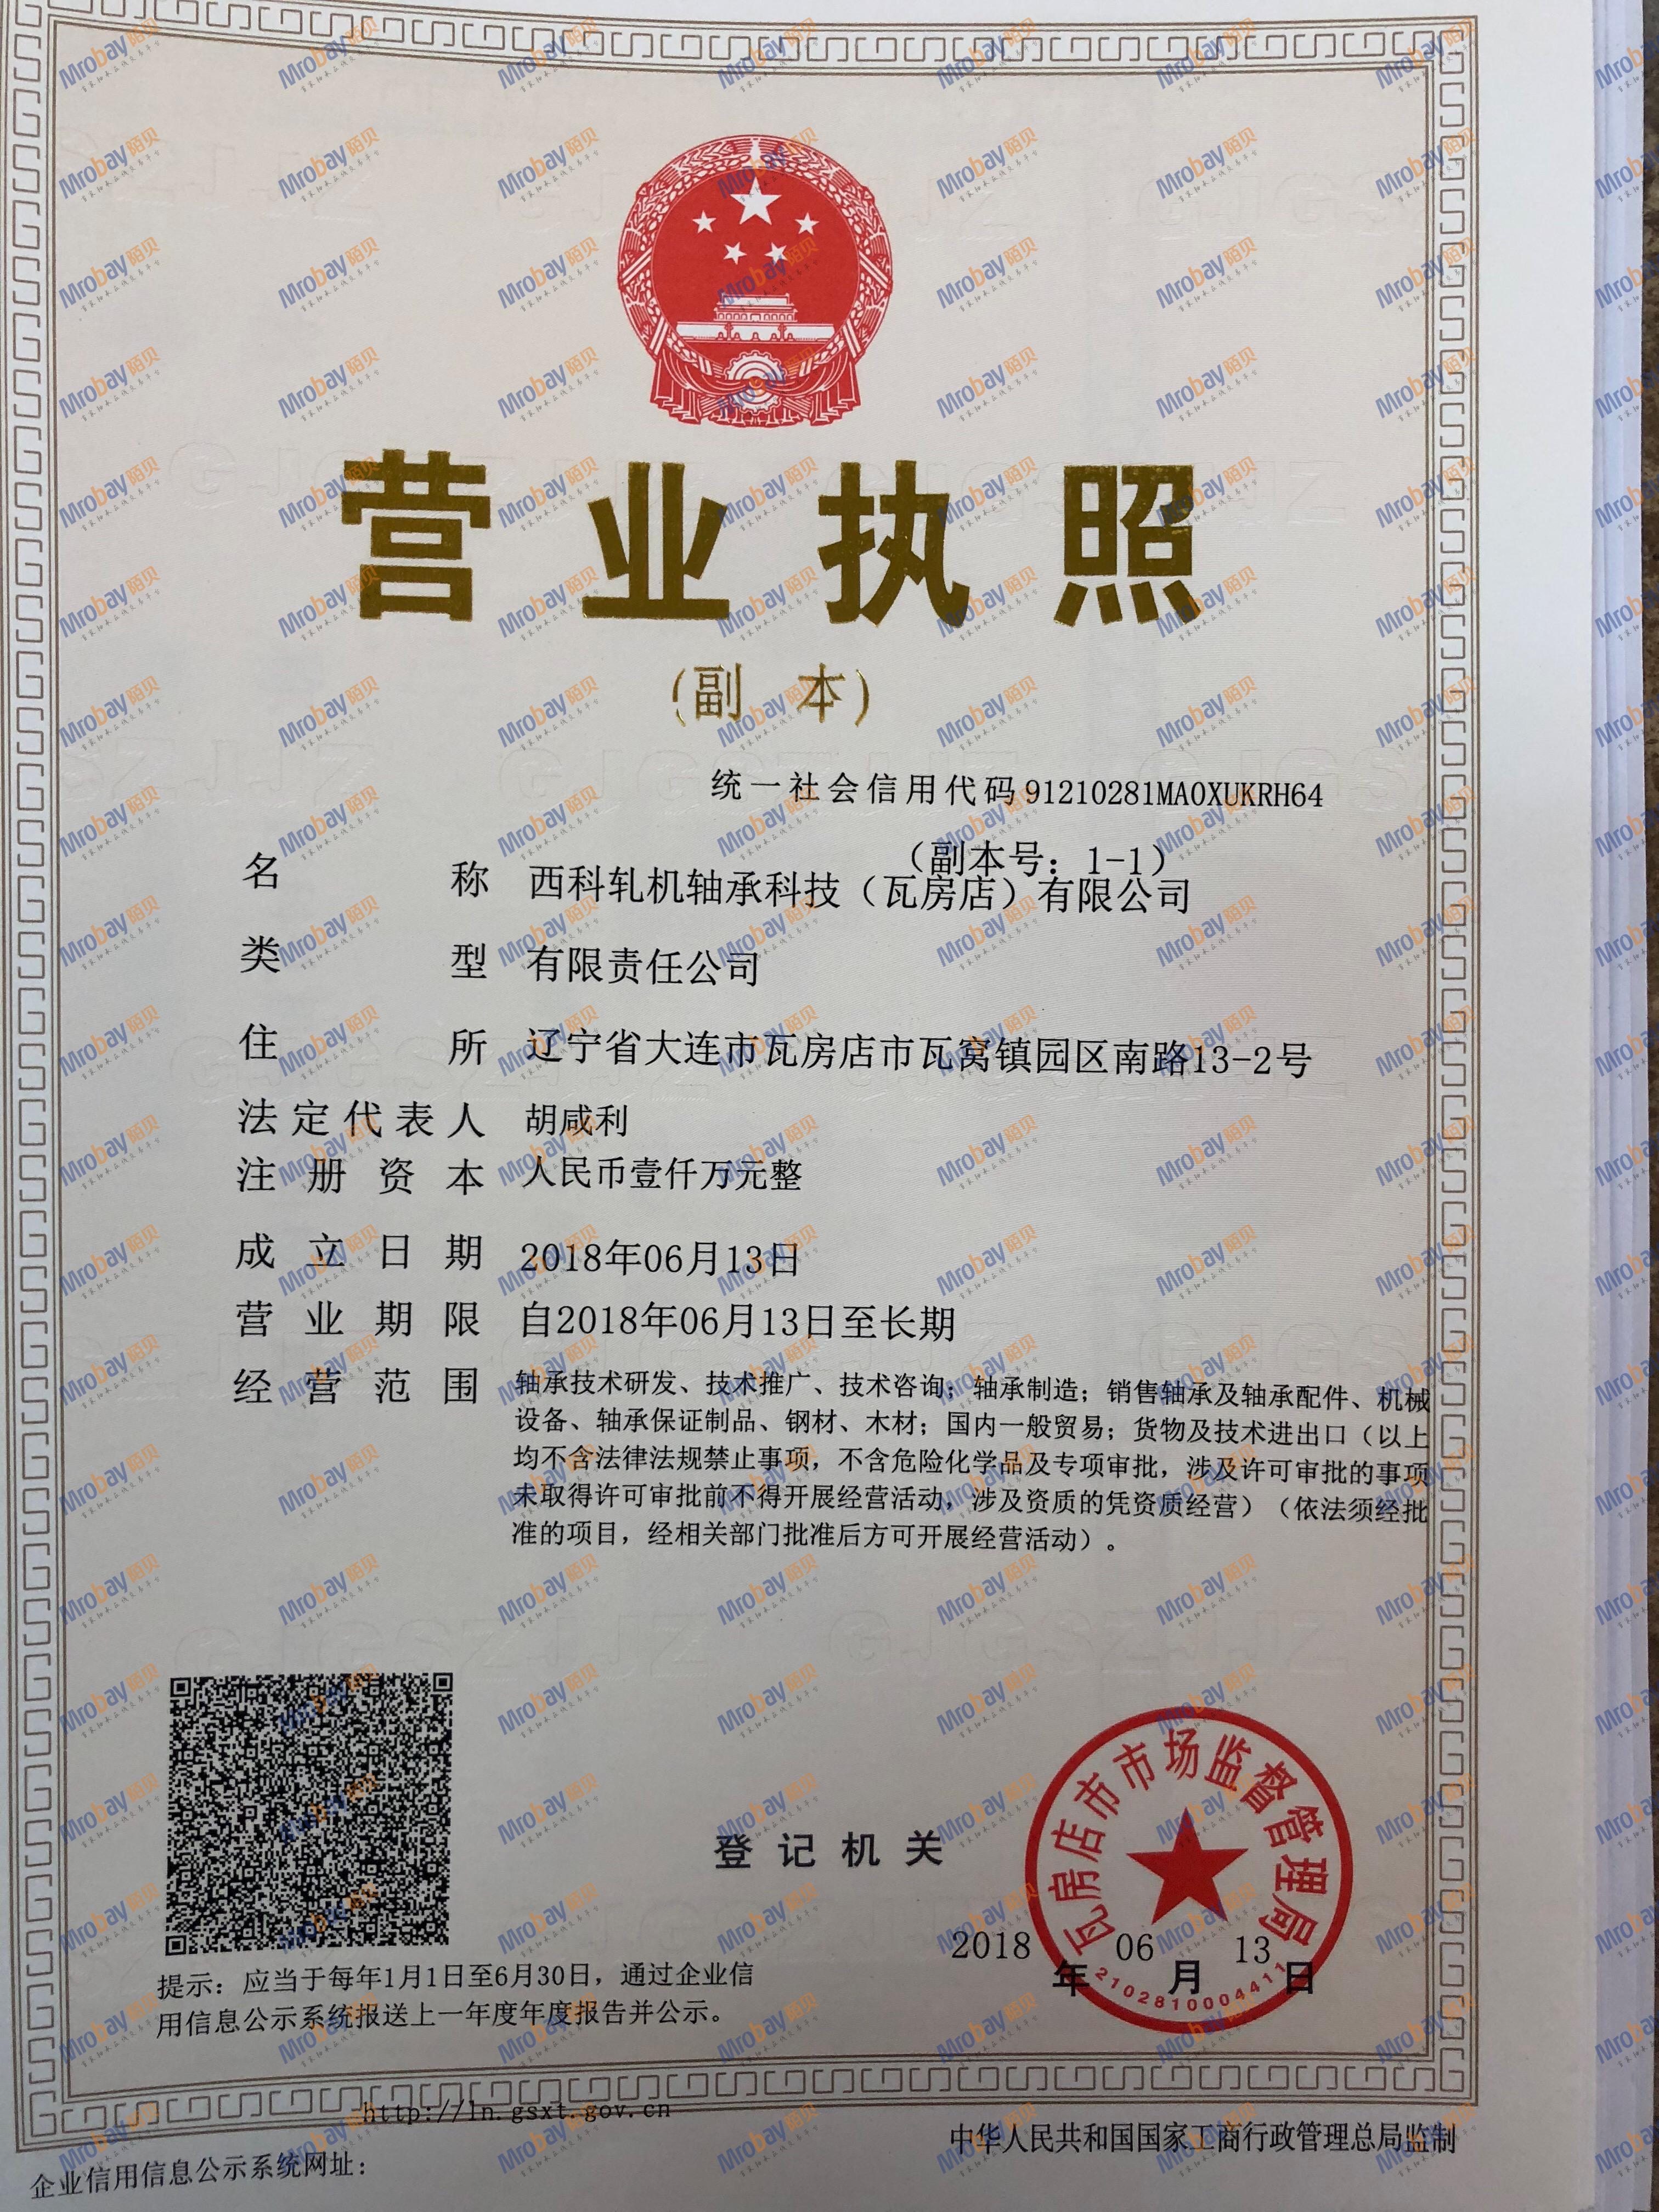 营业执照
(副 本)
统一社会信用代码91210281MA0XUKRH64
（副本号：1-1）
名 称 西科轧机轴承科技（瓦房店）有限公司
类 型 有限责任公司
住 所 辽宁省大连市瓦房店市瓦窝镇园区南路13-2号
法定代表人 胡咸利
注册资本 人民币壹仟万元整
成立日期 2018年06月13日
营业期限 自2018年06月13日至长期
经营范围 轴承技术研发、技术推广、技术咨询；轴承制造；销售轴承及轴承配件、机械
设备、轴承保证制品、钢材、木材；国内一般贸易；货物及技术进出口（以上
均不含法律法规禁止事项，不含危险化学品及专项审批，涉及许可审批的事项
未取得许可审批前不得开展经营活动，涉及资质的凭资质经营）（依法须经批
准的项目，经相关部门批准后方可开展经营活动）。
登记机关
瓦房店市市场监督管理局
2018年06月13日
2102810004411
提示：应当于每年1月1日至6月30日，通过企业信
用信息公示系统报送上一年度年度报告并公示。
http://ln.gsxt.gov.cn
企业信用信息公示系统网址：
中华人民共和国国家工商行政管理总局监制
Mrobay陌贝